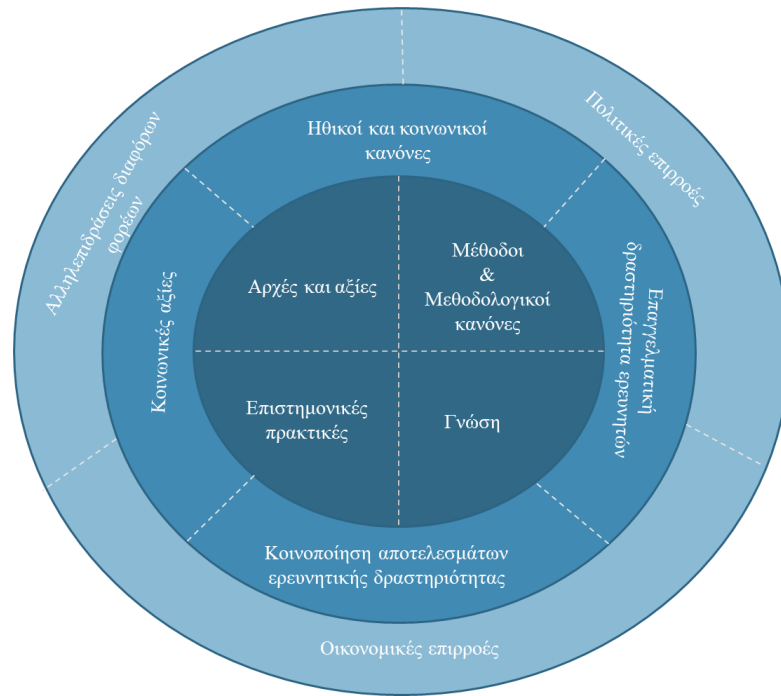 Αλληλεπιδράσεις διαφόρων
φορέων
Πολιτικές επιρροές
Ηθικοί και κοινωνικοί
κανόνες
Κοινωνικές αξίες
Επαγγελματική
δραστηριότητα ερευνητών
Αρχές και αξίες
Μέθοδοι
&
Μεθοδολογικοί
κανόνες
Επιστημονικές
πρακτικές
Γνώση
Κοινοποίηση αποτελεσμάτων
ερευνητικής δραστηριότητας
Οικονομικές επιρροές